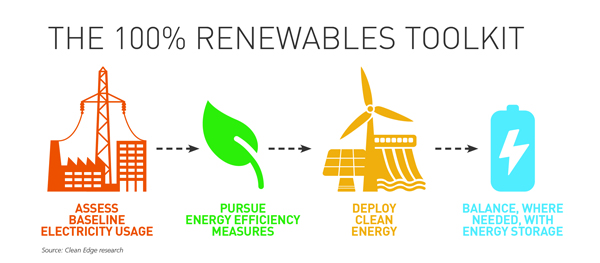 THE 100% RENEWABLES TOOLKIT
ASSESS
BASELINE
ELECTRICITY USAGE
PURSUE
ENERGY EFFICIENCY
MEASURES
DEPLOY
CLEAN
ENERGY
BALANCE, WHERE
NEEDED, WITH
ENERGY STORAGE
Source: Clean Edge research